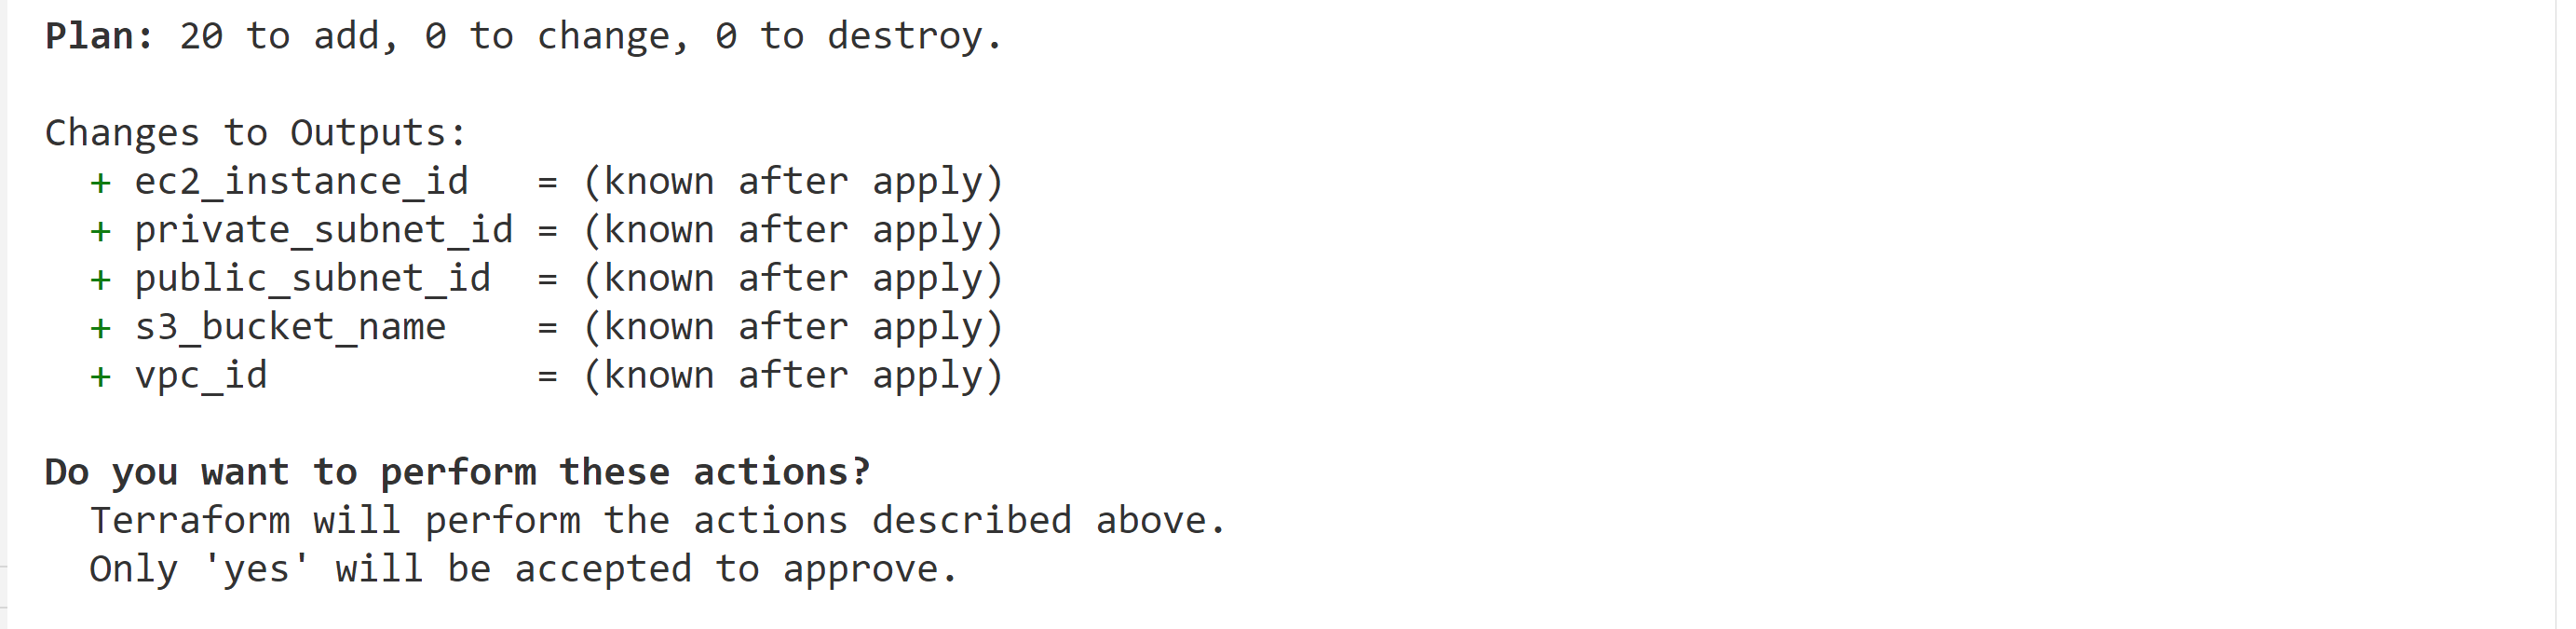 Plan: 20 to add, 0 to change, 0 to destroy.
Changes to Outputs:
+ ec2_instance_id = (known after apply)
+ private_subnet_id = (known after apply)
+ public_subnet_id = (known after apply)
+ s3_bucket_name = (known after apply)
+ vpc_id = (known after apply)
Do you want to perform these actions?
Terraform will perform the actions described above.
Only 'yes' will be accepted to approve.